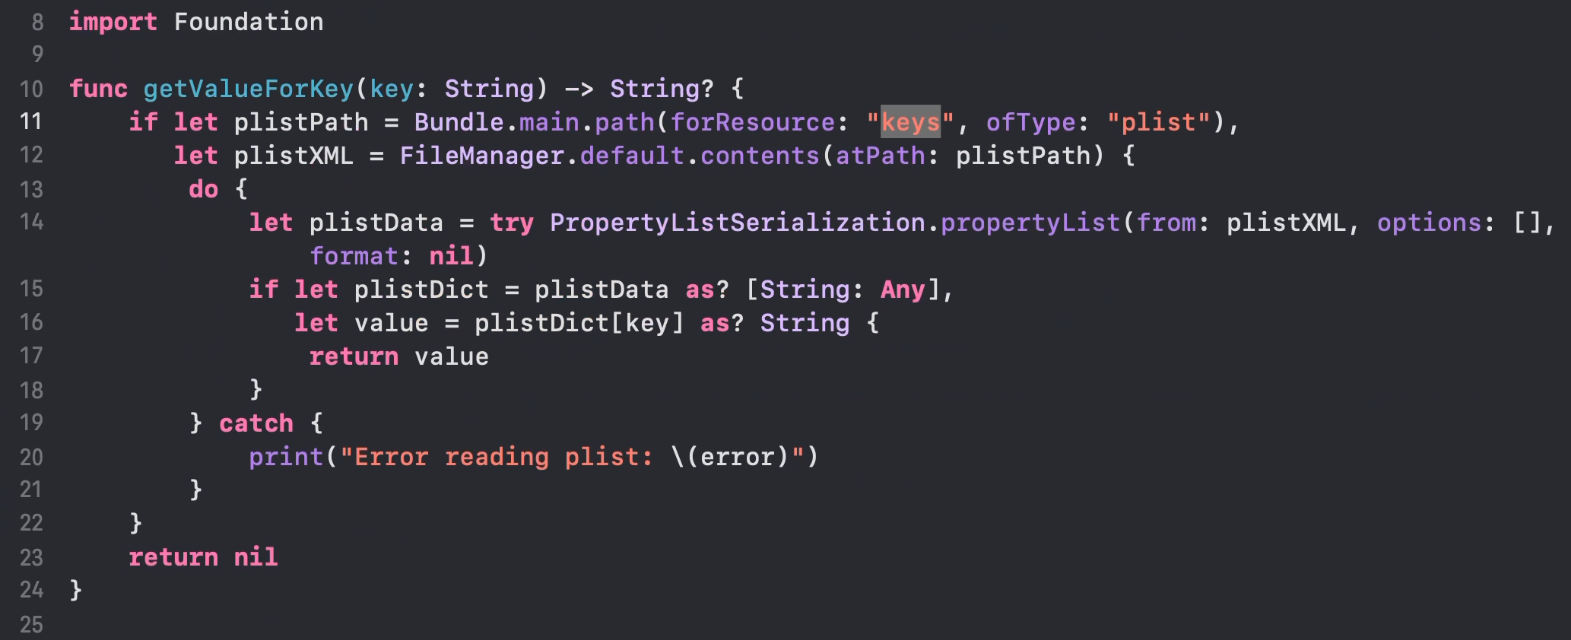 8 import Foundation
9
10 func getValueForKey(key: String) -> String? {
11     if let plistPath = Bundle.main.path(forResource: "keys", ofType: "plist"),
12        let plistXML = FileManager.default.contents(atPath: plistPath) {
13         do {
14             let plistData = try PropertyListSerialization.propertyList(from: plistXML, options: [],
                format: nil)
15             if let plistDict = plistData as? [String: Any],
16                let value = plistDict[key] as? String {
17                 return value
18             }
19         } catch {
20             print("Error reading plist: \(error)")
21         }
22     }
23     return nil
24 }
25